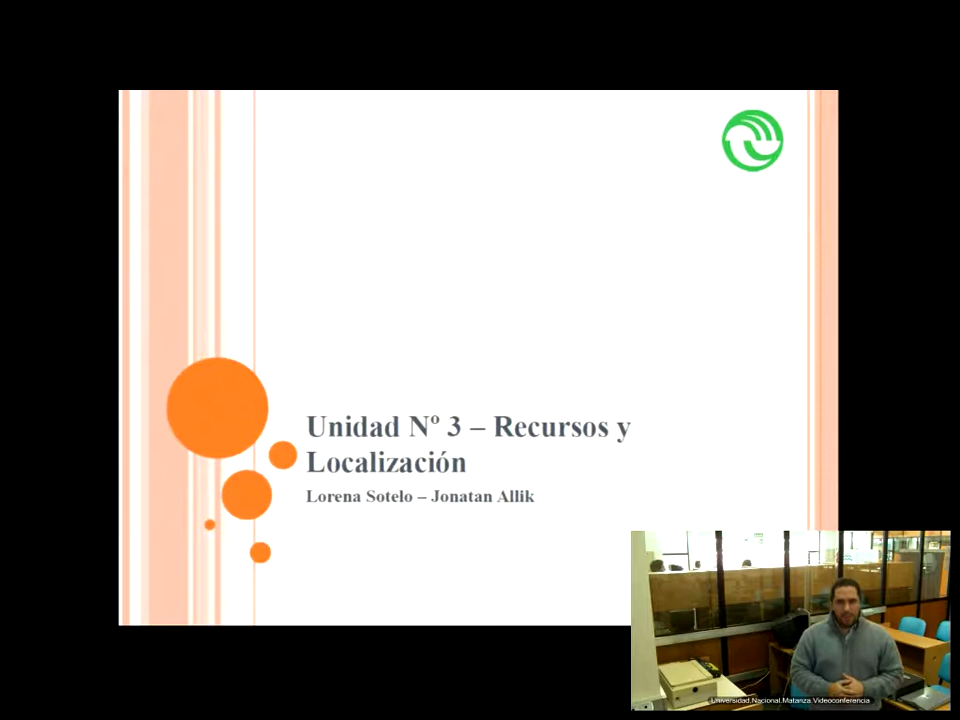 Unidad Nº 3 – Recursos y
Localización
Lorena Sotelo – Jonatan Allik
Universidad.Nacional.Matanza.Videoconferencia